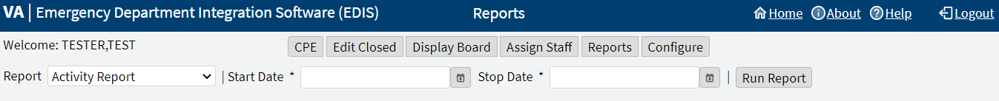 VA | Emergency Department Integration Software (EDIS) Reports Home About Help Logout
Welcome: TESTER,TEST CPE Edit Closed Display Board Assign Staff Reports Configure
Report Activity Report | Start Date * Stop Date * | Run Report